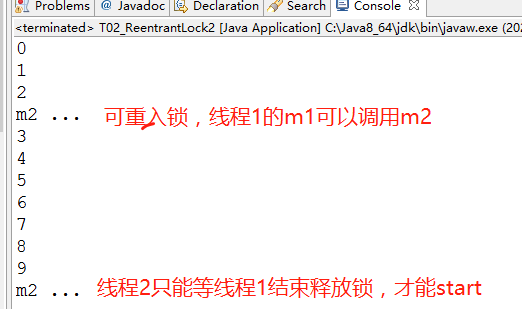 Problems @ Javadoc Declaration Search Console
<terminated> T02_ReentrantLock2 [Java Application] C:\Java8_64\jdk\bin\javaw.exe (202
0
1
2
m2 ... 可重入锁，线程1的m1可以调用m2
3
4
5
6
7
8
9
m2 ... 线程2只能等线程1结束释放锁，才能start